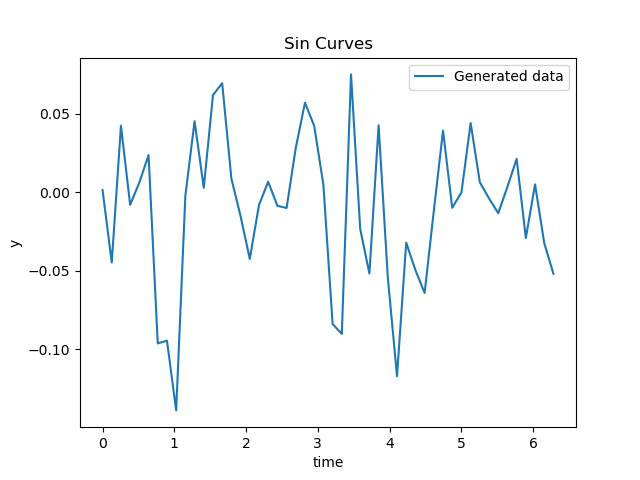 Sin Curves
Generated data
0.05
0.00
−0.05
−0.10
y
0 1 2 3 4 5 6
time